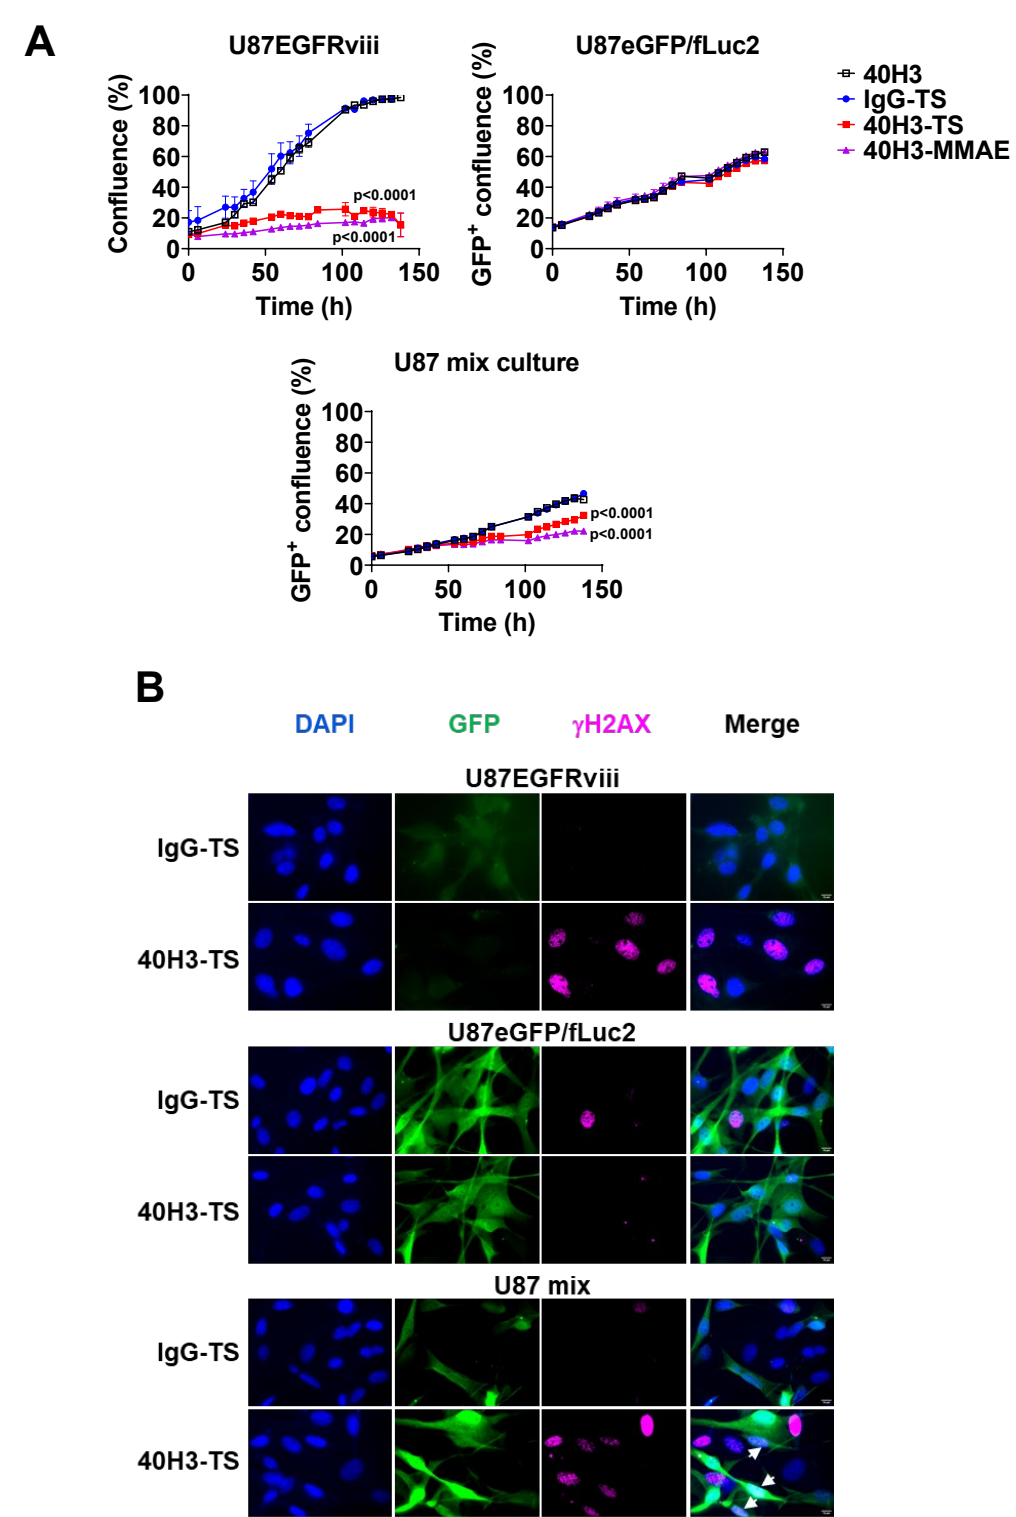 A
U87EGFRviii
U87eGFP/fLuc2
Confluence (%)
100
80
60
40
20
0
p<0.0001
p<0.0001
0 50 100 150
Time (h)
GFP+ confluence (%)
100
80
60
40
20
0
0 50 100 150
Time (h)
40H3
IgG-TS
40H3-TS
40H3-MMAE
U87 mix culture
GFP+ confluence (%)
100
80
60
40
20
0
p<0.0001
p<0.0001
0 50 100 150
Time (h)
B
DAPI GFP γH2AX Merge
U87EGFRviii
IgG-TS
40H3-TS
U87eGFP/fLuc2
IgG-TS
40H3-TS
U87 mix
IgG-TS
40H3-TS